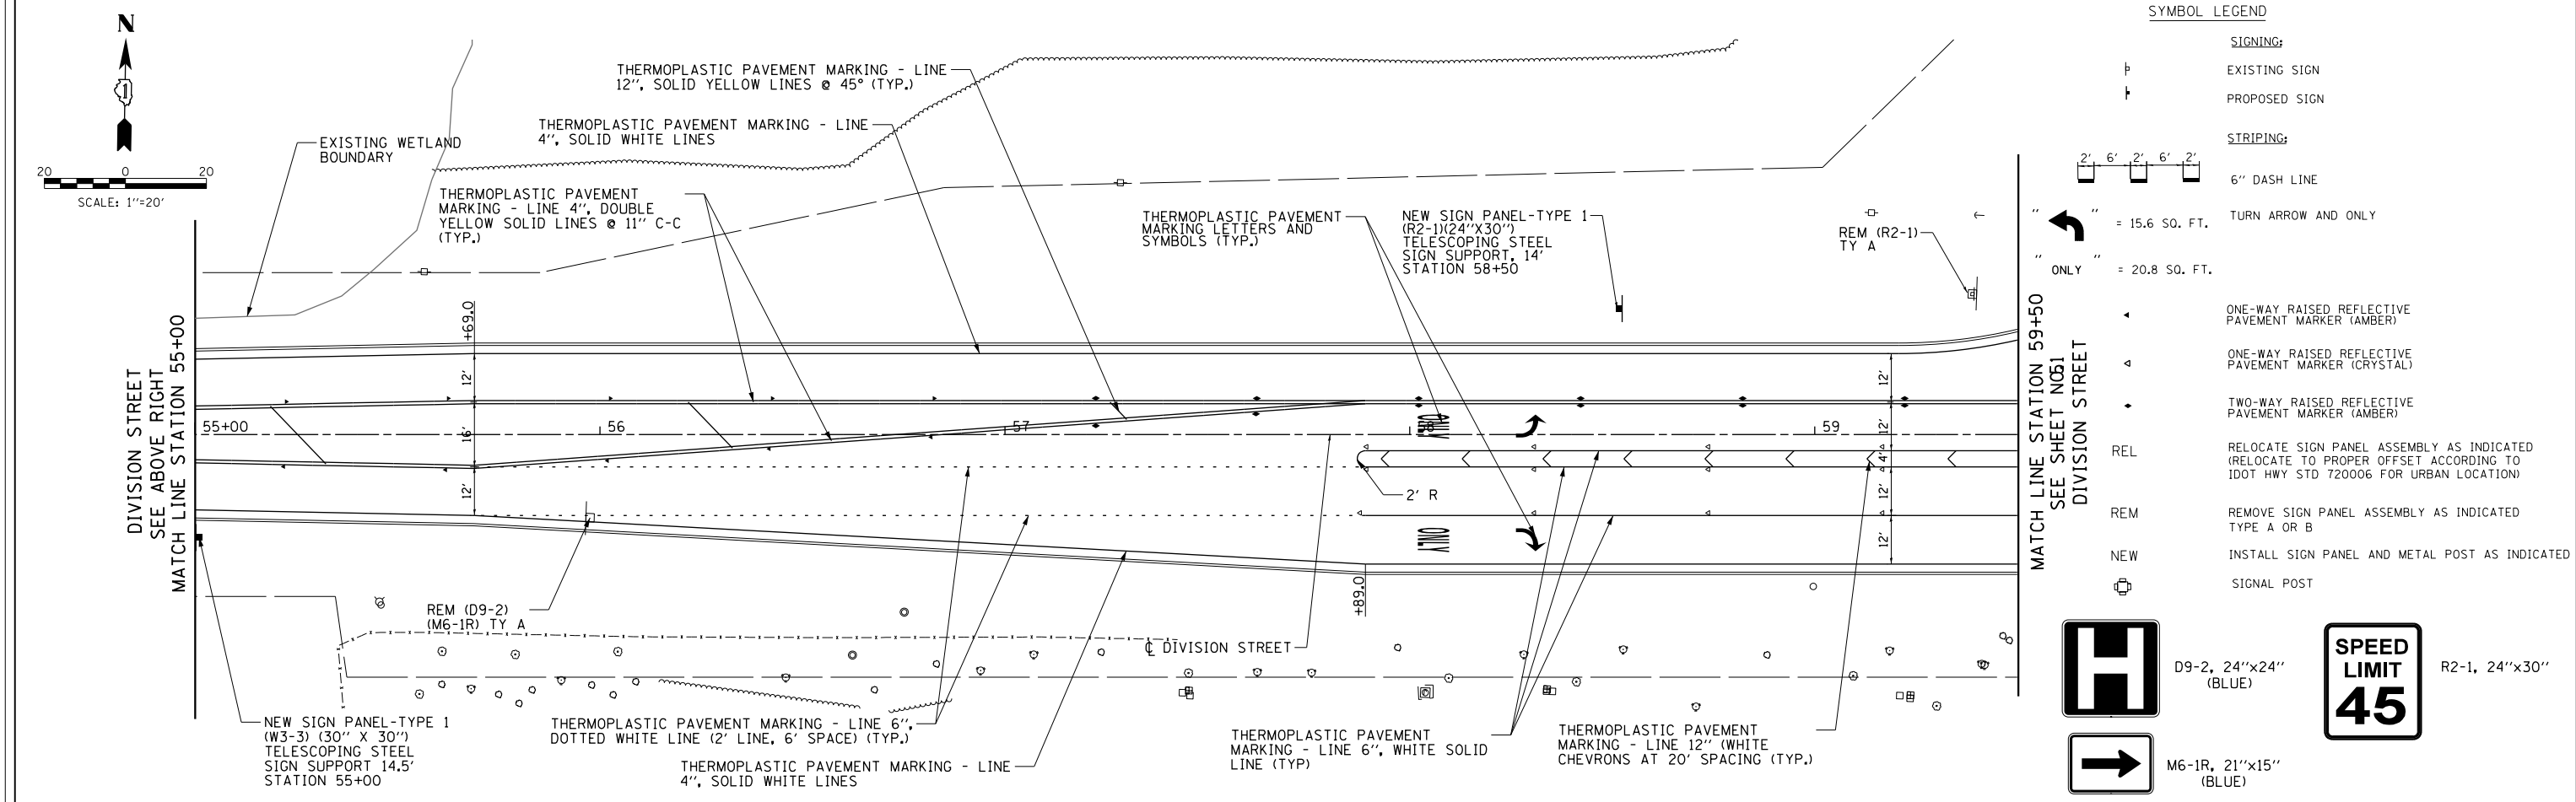 N
1
20 0 20
SCALE: 1"=20'
EXISTING WETLAND
BOUNDARY
THERMOPLASTIC PAVEMENT MARKING - LINE
12", SOLID YELLOW LINES @ 45° (TYP.)
THERMOPLASTIC PAVEMENT MARKING - LINE
4", SOLID WHITE LINES
THERMOPLASTIC PAVEMENT
MARKING - LINE 4", DOUBLE
YELLOW SOLID LINES @ 11" C-C
(TYP.)
THERMOPLASTIC PAVEMENT
MARKING LETTERS AND
SYMBOLS (TYP.)
NEW SIGN PANEL-TYPE 1
(R2-1)(24"X30")
TELESCOPING STEEL
SIGN SUPPORT, 14'
STATION 58+50
REM (R2-1)
TY A
DIVISION STREET
SEE ABOVE RIGHT
MATCH LINE STATION 55+00
+69.0
12'
16'
12'
55+00
56
57
58
59
ONLY
ONLY
2' R
+89.0
12'
12'
4'
12'
12'
MATCH LINE STATION 59+50
SEE SHEET NO.51
DIVISION STREET
REM (D9-2)
(M6-1R) TY A
℄ DIVISION STREET
NEW SIGN PANEL-TYPE 1
(W3-3) (30" X 30")
TELESCOPING STEEL
SIGN SUPPORT 14.5'
STATION 55+00
THERMOPLASTIC PAVEMENT MARKING - LINE 6",
DOTTED WHITE LINE (2' LINE, 6' SPACE) (TYP.)
THERMOPLASTIC PAVEMENT MARKING - LINE
4", SOLID WHITE LINES
THERMOPLASTIC PAVEMENT
MARKING - LINE 6", WHITE SOLID
LINE (TYP)
THERMOPLASTIC PAVEMENT
MARKING - LINE 12" (WHITE
CHEVRONS AT 20' SPACING (TYP.)
SYMBOL LEGEND
SIGNING:
EXISTING SIGN
PROPOSED SIGN
STRIPING:
2' 6' 2' 6' 2'
6" DASH LINE
" " = 15.6 SQ. FT. TURN ARROW AND ONLY
" ONLY " = 20.8 SQ. FT.
ONE-WAY RAISED REFLECTIVE
PAVEMENT MARKER (AMBER)
ONE-WAY RAISED REFLECTIVE
PAVEMENT MARKER (CRYSTAL)
TWO-WAY RAISED REFLECTIVE
PAVEMENT MARKER (AMBER)
REL RELOCATE SIGN PANEL ASSEMBLY AS INDICATED
(RELOCATE TO PROPER OFFSET ACCORDING TO
IDOT HWY STD 720006 FOR URBAN LOCATION)
REM REMOVE SIGN PANEL ASSEMBLY AS INDICATED
TYPE A OR B
NEW INSTALL SIGN PANEL AND METAL POST AS INDICATED
SIGNAL POST
H
D9-2, 24"x24"
(BLUE)
SPEED
LIMIT
45
R2-1, 24"x30"
M6-1R, 21"x15"
(BLUE)